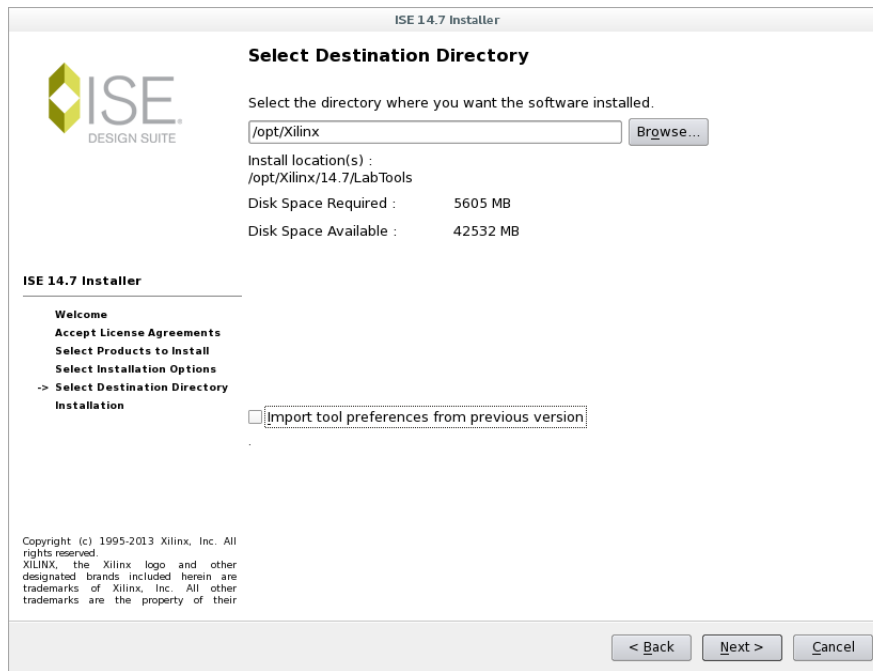 ISE 14.7 Installer
ISE.
DESIGN SUITE
Select Destination Directory
Select the directory where you want the software installed.
/opt/Xilinx
Browse...
Install location(s) :
/opt/Xilinx/14.7/LabTools
Disk Space Required : 5605 MB
Disk Space Available : 42532 MB
ISE 14.7 Installer
Welcome
Accept License Agreements
Select Products to Install
Select Installation Options
-> Select Destination Directory
Installation
Import tool preferences from previous version
.
Copyright (c) 1995-2013 Xilinx, Inc. All
rights reserved.
XILINX, the Xilinx logo and other
designated brands included herein are
trademarks of Xilinx, Inc. All other
trademarks are the property of their
< Back
Next >
Cancel